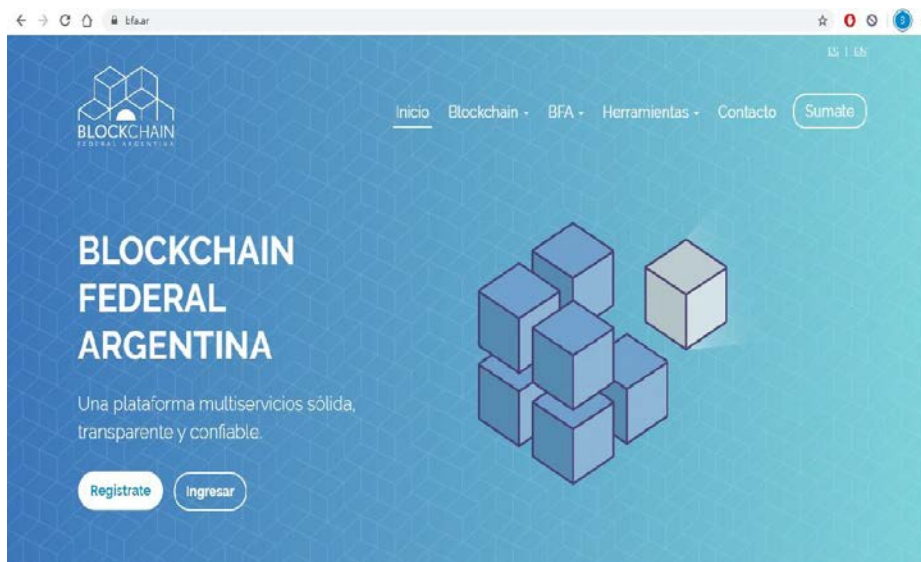 bfa.ar
ES | EN
BLOCKCHAIN
FEDERAL ARGENTINA
Inicio Blockchain BFA Herramientas Contacto Sumate
BLOCKCHAIN
FEDERAL
ARGENTINA
Una plataforma multiservicios sólida,
transparente y confiable.
Registrate Ingresar